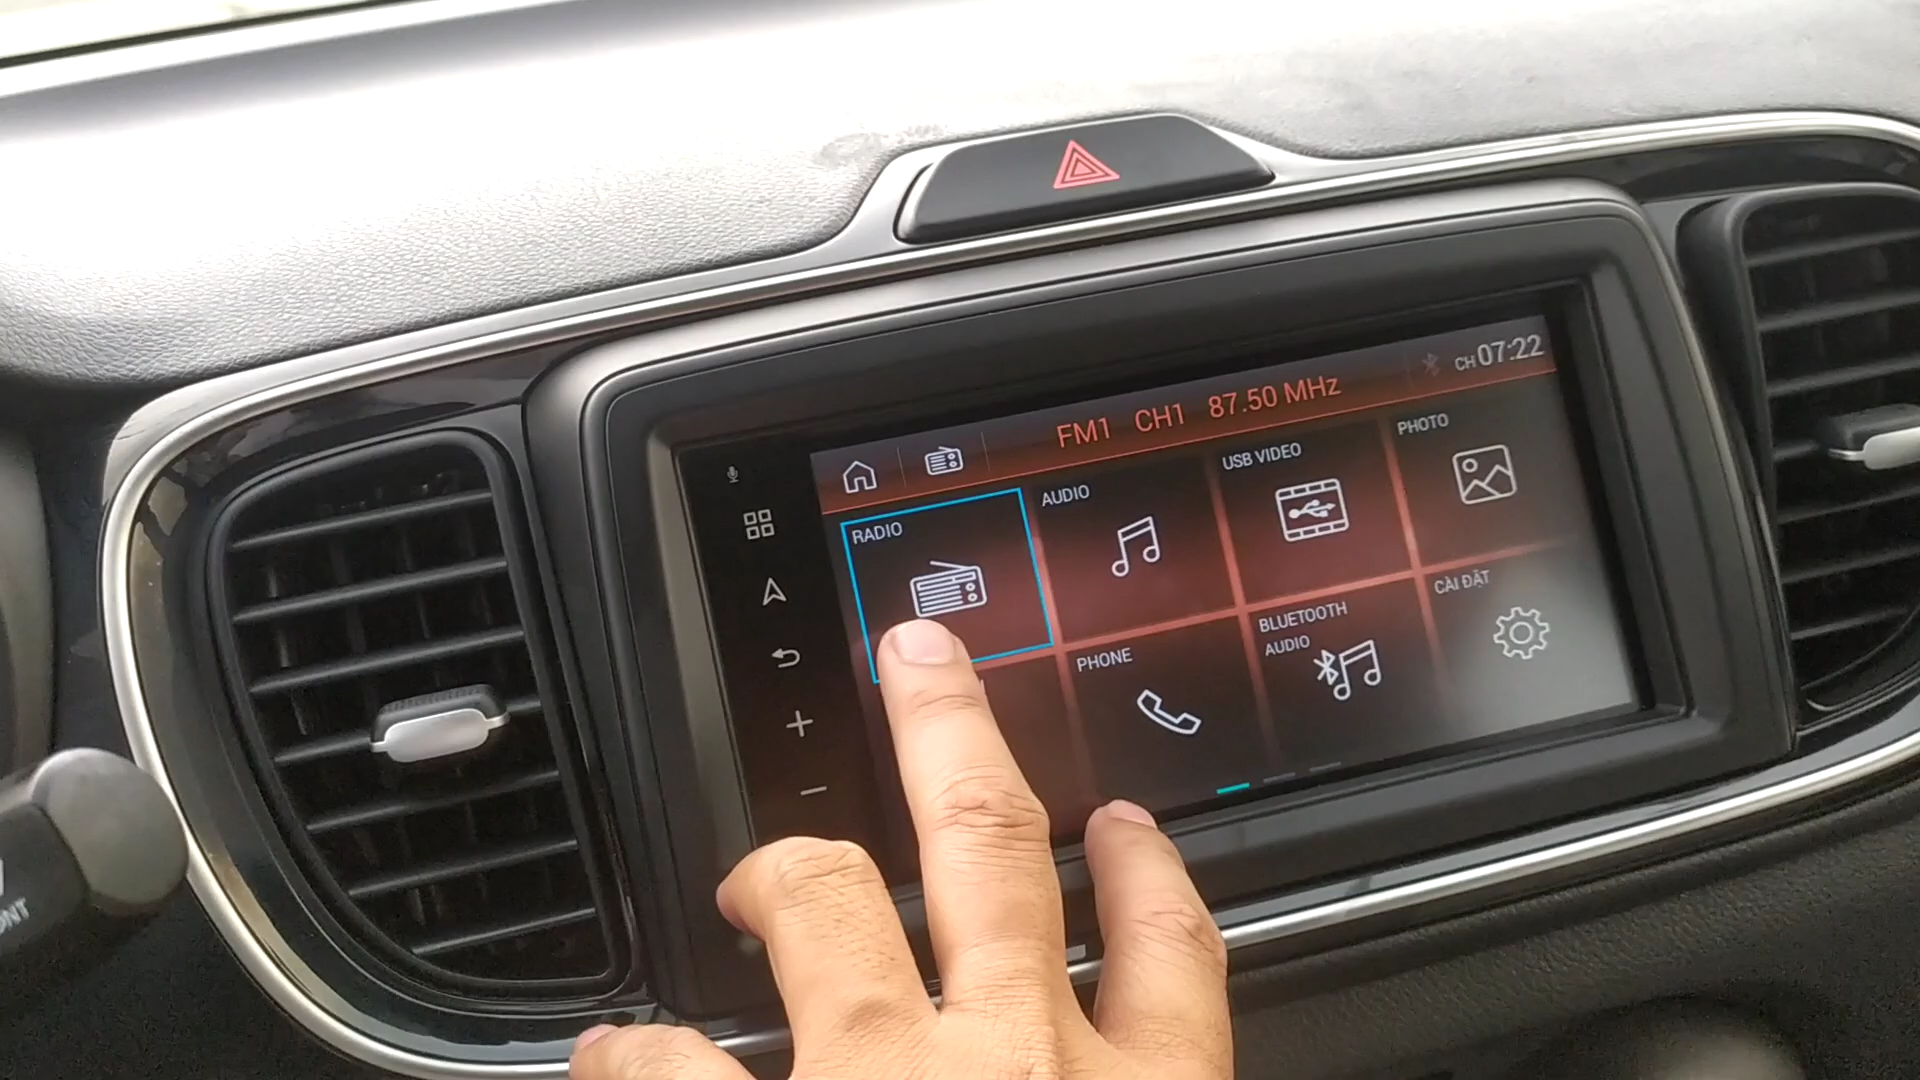 FM1 CH1 87.50 MHz
CH 07:22
RADIO
AUDIO
USB VIDEO
PHOTO
PHONE
BLUETOOTH
AUDIO
CÀI ĐẶT